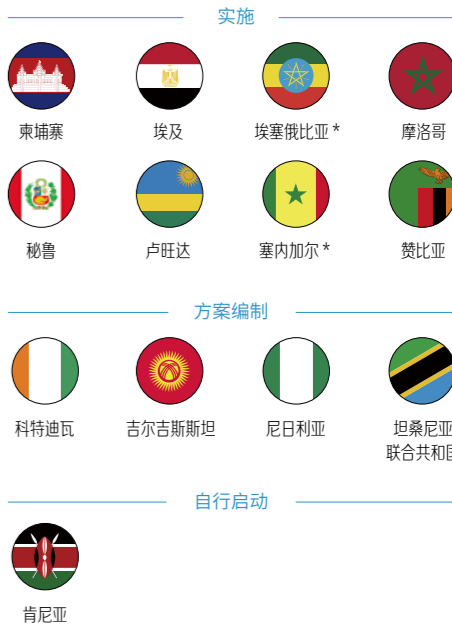 实施
柬埔寨 埃及 埃塞俄比亚 * 摩洛哥
秘鲁 卢旺达 塞内加尔 * 赞比亚
方案编制
科特迪瓦 吉尔吉斯斯坦 尼日利亚 坦桑尼亚
联合共和国
自行启动
肯尼亚